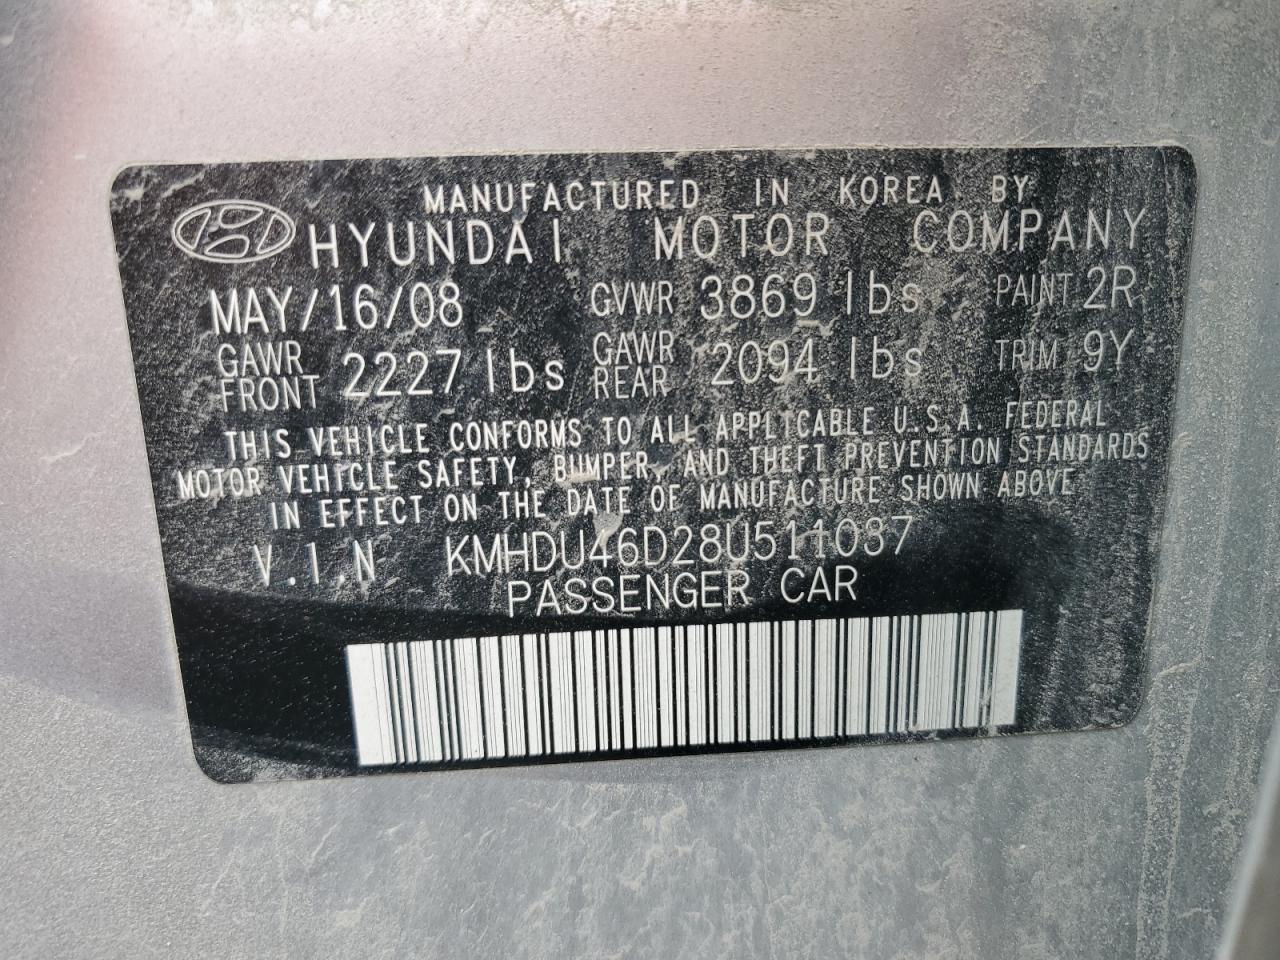 MANUFACTURED IN KOREA BY
HYUNDAI MOTOR COMPANY
MAY/16/08 GVWR 3869 lbs PAINT 2R
GAWR FRONT 2227 lbs GAWR REAR 2094 lbs TRIM 9Y
THIS VEHICLE CONFORMS TO ALL APPLICABLE U.S.A. FEDERAL
MOTOR VEHICLE SAFETY, BUMPER, AND THEFT PREVENTION STANDARDS
IN EFFECT ON THE DATE OF MANUFACTURE SHOWN ABOVE
V.I.N KMHDU46D28U511087
PASSENGER CAR